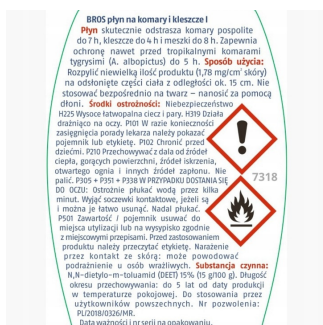 BROS płyn na komary i kleszcze I
Płyn skutecznie odstrasza komary pospolite
do 7 h, kleszcze do 4 h i meszki do 8 h. Zapewnia
ochronę nawet przed tropikalnymi komarami
tygrysimi (A. albopictus) do 5 h. Sposób użycia:
Rozpylić niewielką ilość produktu (1,78 mg/cm² skóry)
na odsłonięte części ciała z odległości ok. 15 cm. Nie
stosować bezpośrednio na twarz – nanosić za pomocą
dłoni. Środki ostrożności: Niebezpieczeństwo
H225 Wysoce łatwopalna ciecz i pary. H319 Działa
drażniąco na oczy. P101 W razie konieczności
zasięgnięcia porady lekarza należy pokazać
pojemnik lub etykietę. P102 Chronić przed
dziećmi. P210 Przechowywać z dala od źródeł
ciepła, gorących powierzchni, źródeł iskrzenia,
otwartego ognia i innych źródeł zapłonu. Nie
palić. P305 + P351 + P338 W PRZYPADKU DOSTANIA SIĘ
DO OCZU: Ostrożnie płukać wodą przez kilka
minut. Wyjąć soczewki kontaktowe, jeżeli są
i można je łatwo usunąć. Nadal płukać.
P501 Zawartość / pojemnik usuwać do
miejsca utylizacji lub na wysypisko zgodnie
z miejscowymi przepisami. Przed zastosowaniem
produktu należy przeczytać etykietę. Narażenie
przez kontakt ze skórą: może powodować
podrażnienie u osób wrażliwych. Substancja czynna:
N,N-dietylo-m-toluamid (DEET) 15% (15 g/100 g). Długość
okresu przechowywania: do 5 lat od daty produkcji
w temperaturze pokojowej. Do stosowania przez
użytkowników powszechnych. Nr pozwolenia:
PL/2018/0326/MR.
Data ważności i nr serii na opakowaniu.
7318